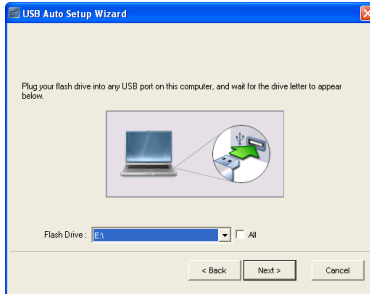 USB Auto Setup Wizard
Plug your flash drive into any USB port on this computer, and wait for the drive letter to appear
below.
Flash Drive : E:\ All
< Back Next > Cancel